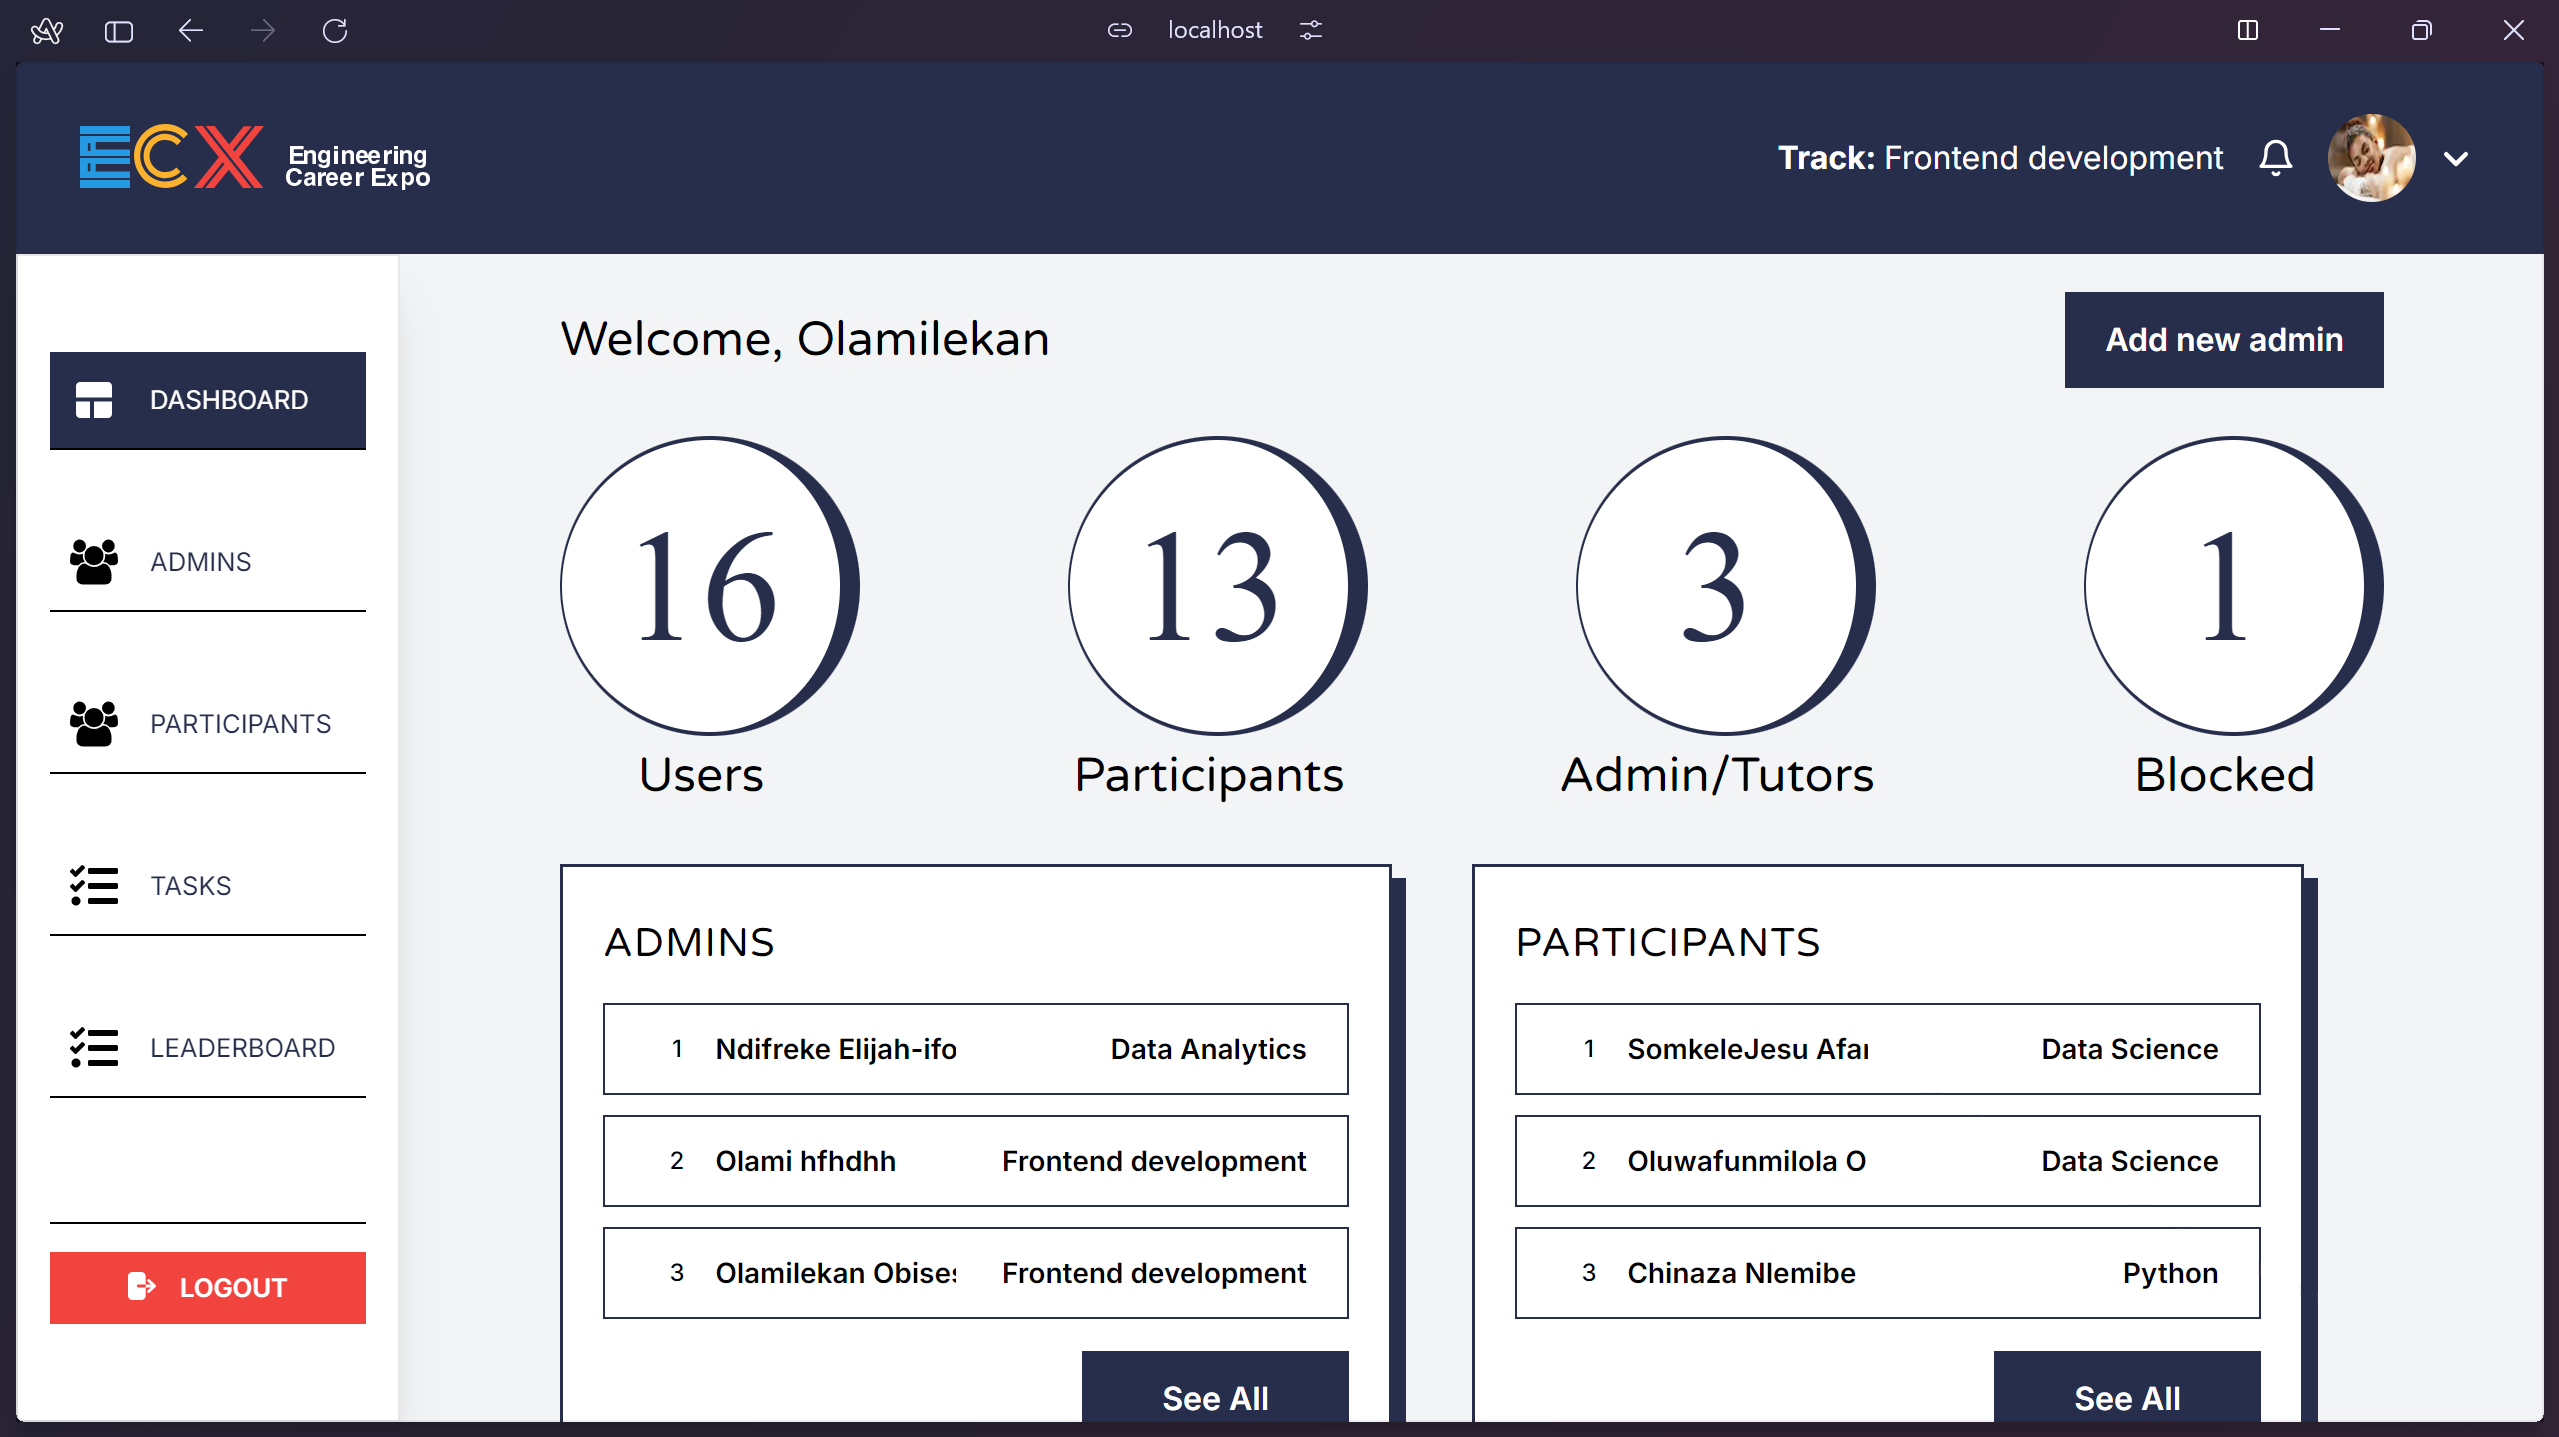 localhost
ECX Engineering
Career Expo
Track: Frontend development
Welcome, Olamilekan
Add new admin
DASHBOARD
ADMINS
PARTICIPANTS
TASKS
LEADERBOARD
LOGOUT
16
Users
13
Participants
3
Admin/Tutors
1
Blocked
ADMINS
1 Ndifreke Elijah-ifo Data Analytics
2 Olami hfhdhh Frontend development
3 Olamilekan Obises Frontend development
See All
PARTICIPANTS
1 SomkeleJesu Afar Data Science
2 Oluwafunmilola O Data Science
3 Chinaza Nlemibe Python
See All